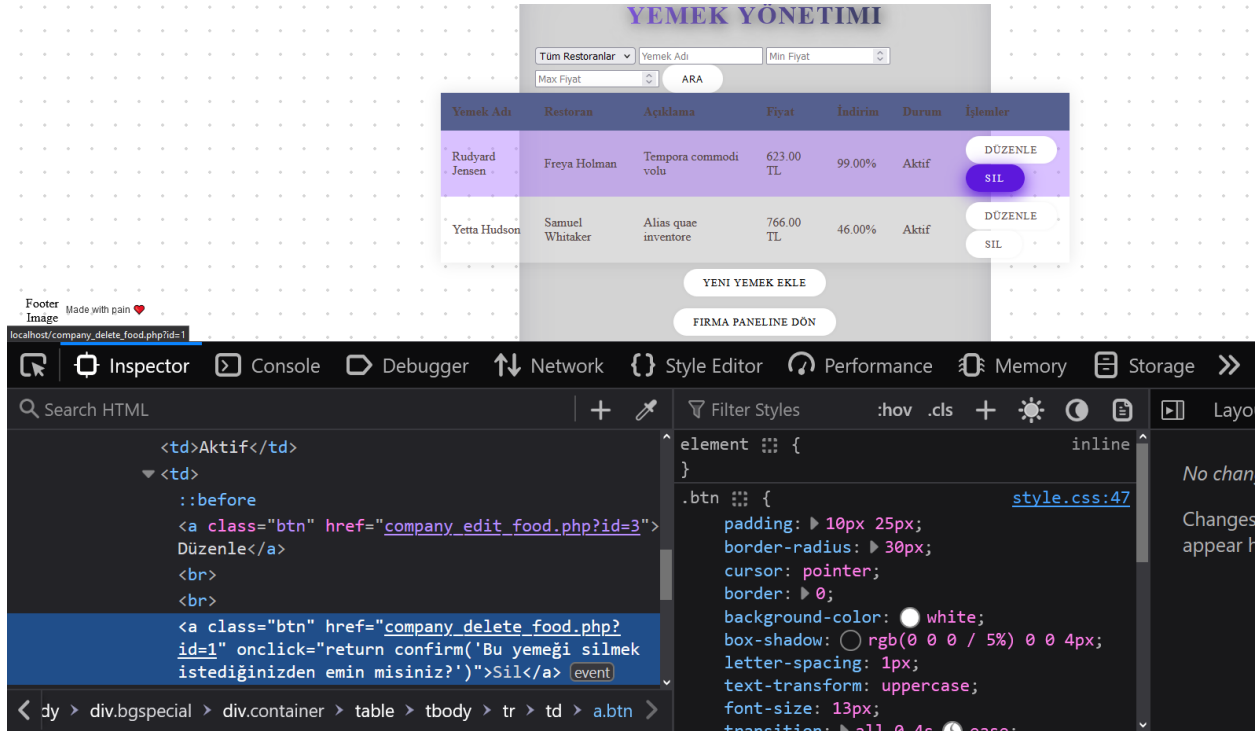 YEMEK YÖNETIMI
Tüm Restoranlar Yemek Adı Min Fiyat
Max Fiyat ARA
Yemek Adı Restoran Açıklama Fiyat İndirim Durum İşlemler
Rudyard Jensen Freya Holman Tempora commodi volu 623.00 TL 99.00% Aktif DÜZENLE
SIL
Yetta Hudson Samuel Whitaker Alias quae inventore 766.00 TL 46.00% Aktif DÜZENLE
SIL
YENI YEMEK EKLE
FIRMA PANELINE DÖN
Footer Image Made with pain
localhost/company_delete_food.php?id=1
Inspector Console Debugger Network Style Editor Performance Memory Storage
Search HTML
<td>Aktif</td>
<td>
::before
<a class="btn" href="company_edit_food.php?id=3">
Düzenle</a>
<br>
<br>
<a class="btn" href="company_delete_food.php?
id=1" onclick="return confirm('Bu yemeği silmek
istediğinizden emin misiniz?')">Sil</a> event
dy > div.bgspecial > div.container > table > tbody > tr > td > a.btn
Filter Styles :hov .cls
element { inline
}
.btn { style.css:47
padding: 10px 25px;
border-radius: 30px;
cursor: pointer;
border: 0;
background-color: white;
box-shadow: rgb(0 0 0 / 5%) 0 0 4px;
letter-spacing: 1px;
text-transform: uppercase;
font-size: 13px;
transition: all 0.4s ease;
Layo
No chan
Changes
appear h